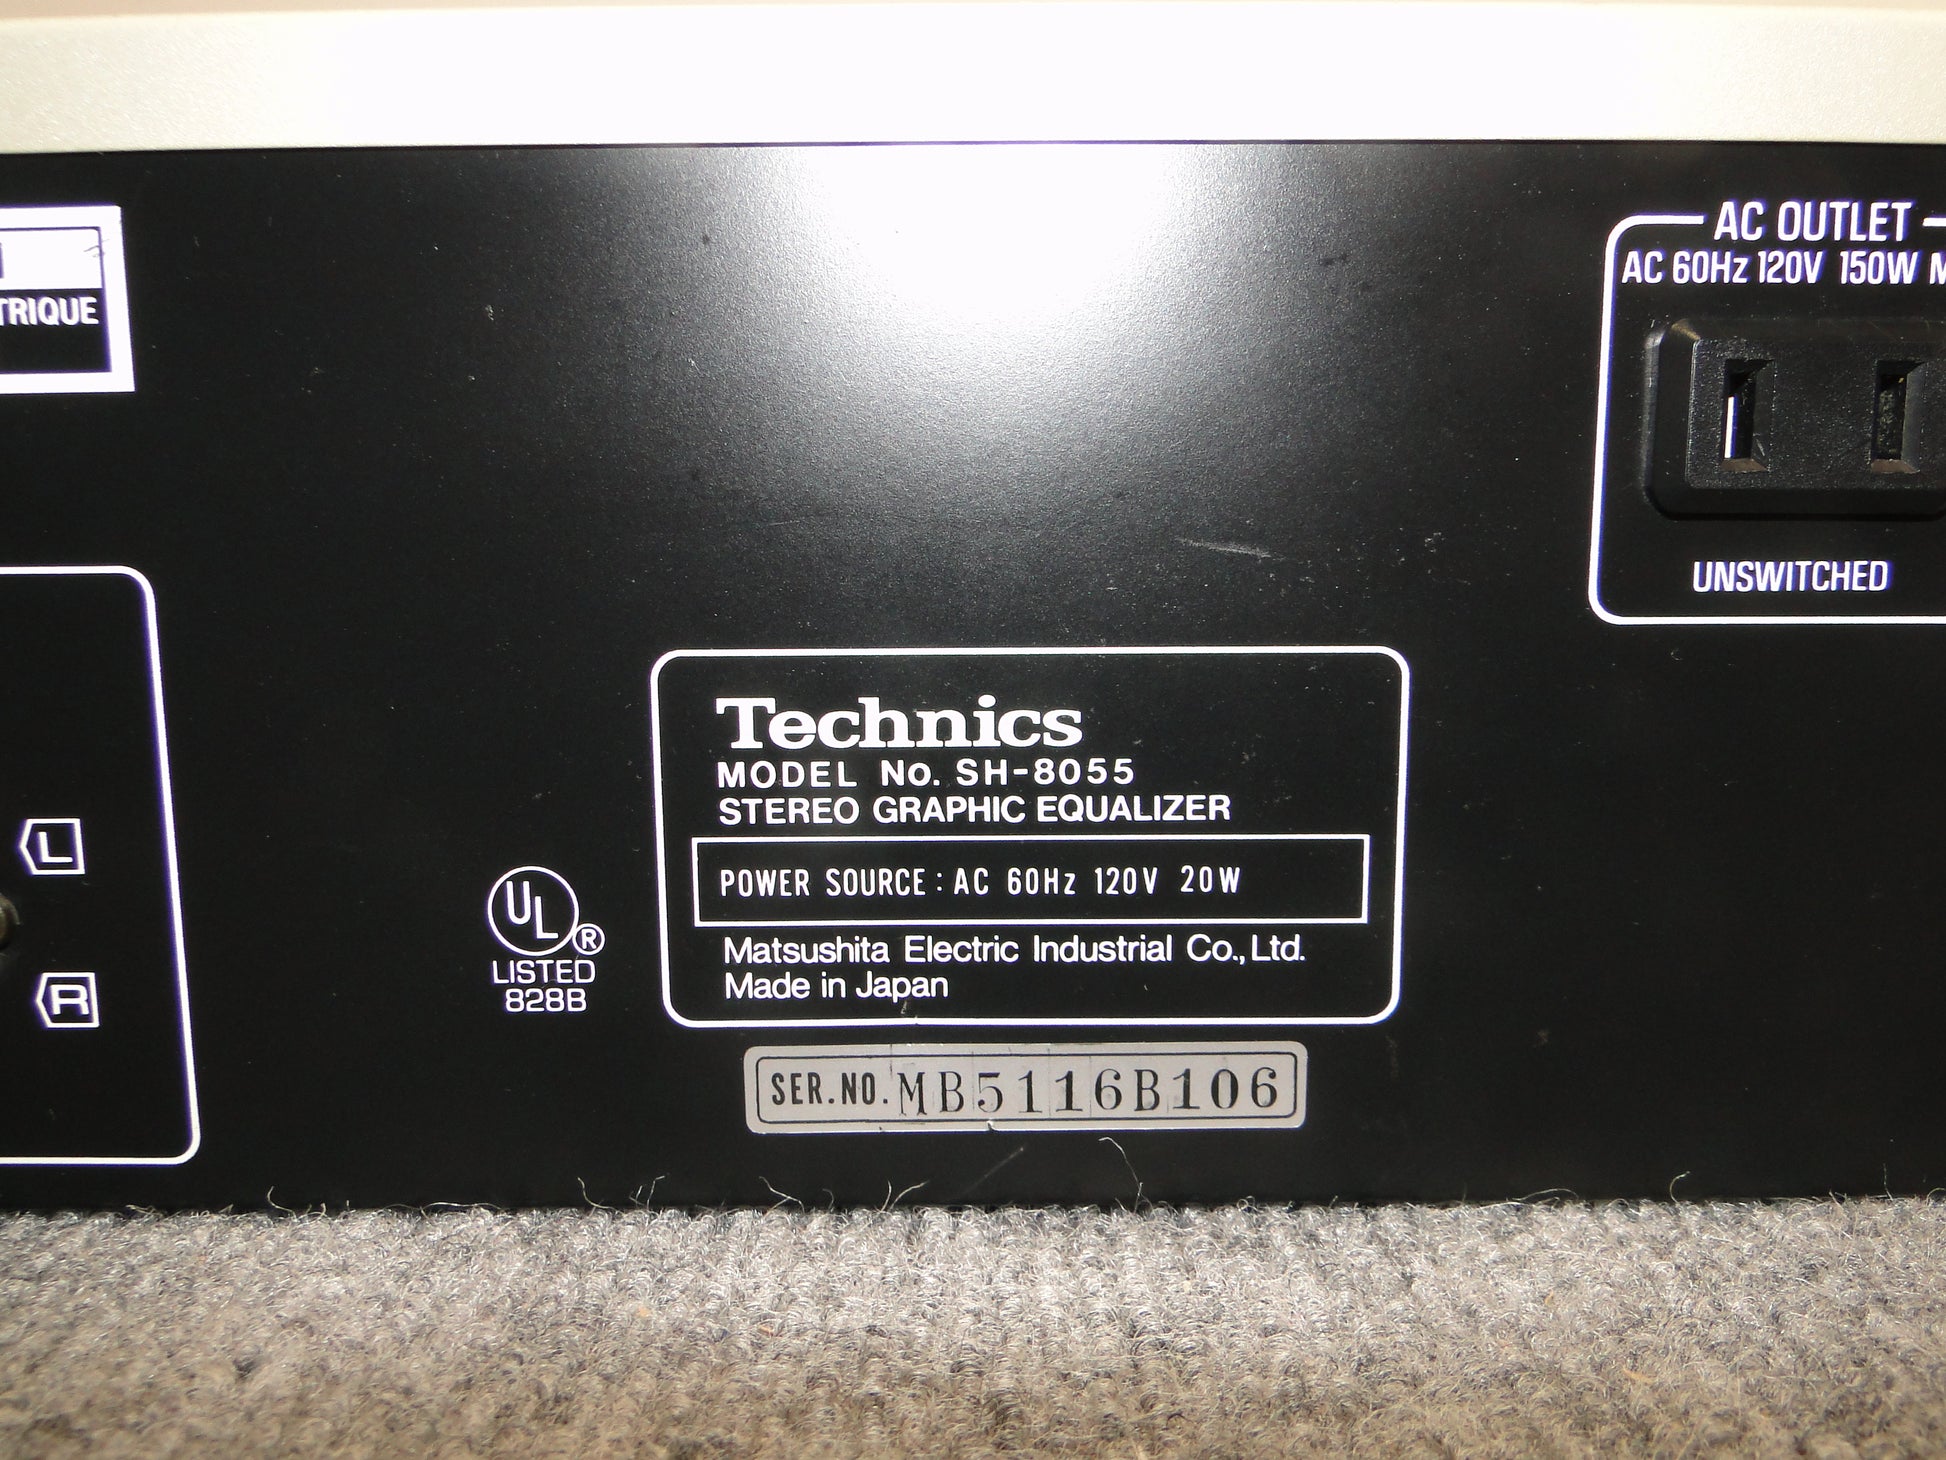 TRIQUE
AC OUTLET
AC 60Hz 120V 150W M
UNSWITCHED
Technics
MODEL No. SH-8055
STEREO GRAPHIC EQUALIZER
POWER SOURCE : AC 60Hz 120V 20W
Matsushita Electric Industrial Co., Ltd.
Made in Japan
L
R
UL®
LISTED
828B
SER.NO. MB5116B106